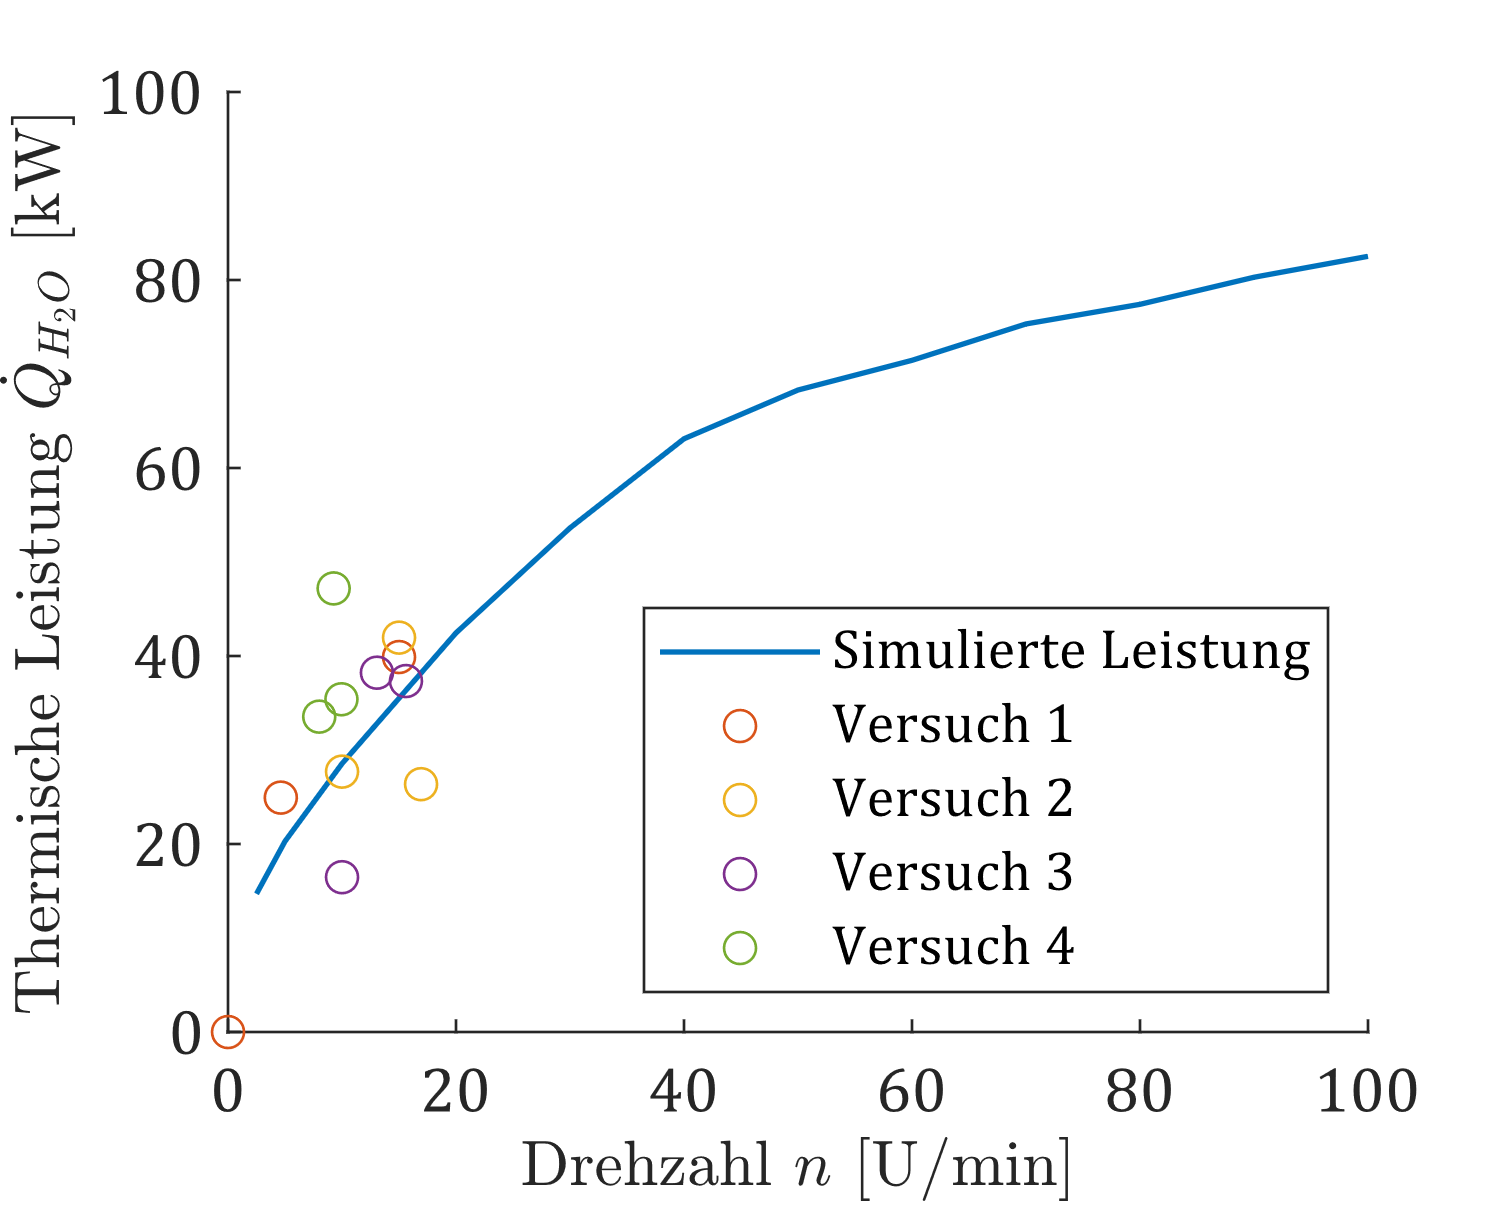 Thermische Leistung Q̇_{H₂O} [kW]
100
80
60
40
20
0
Simulierte Leistung
Versuch 1
Versuch 2
Versuch 3
Versuch 4
0 20 40 60 80 100
Drehzahl n [U/min]